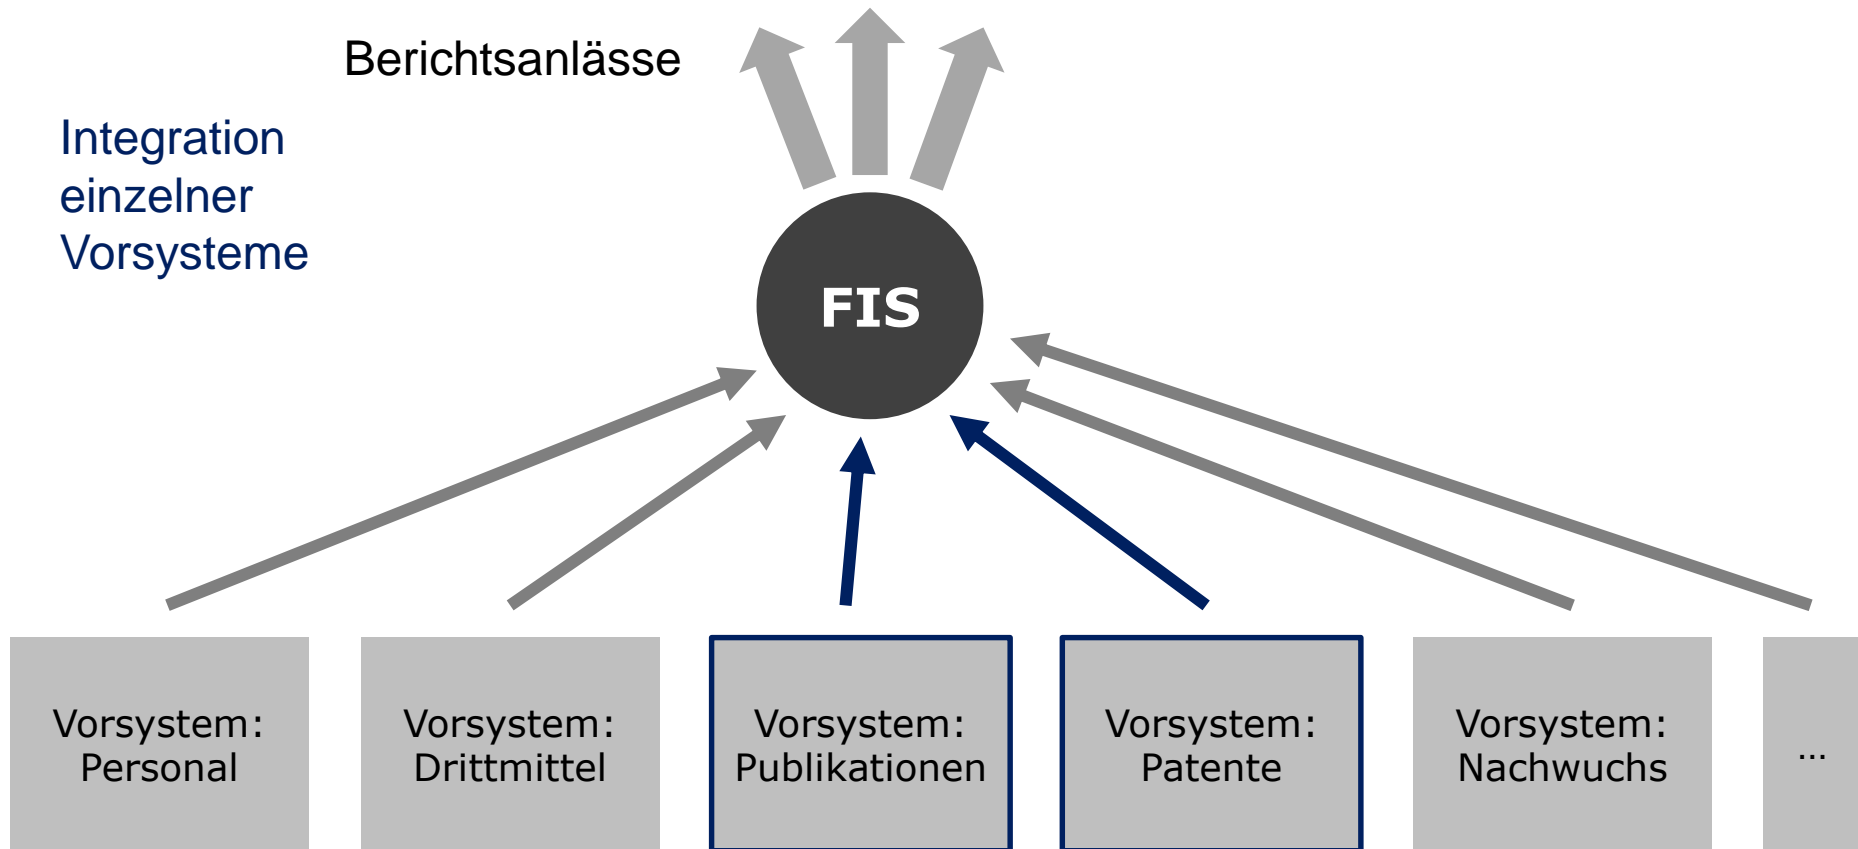 Berichtsanlässe
Integration
einzelner
Vorsysteme
FIS
Vorsystem:
Personal
Vorsystem:
Drittmittel
Vorsystem:
Publikationen
Vorsystem:
Patente
Vorsystem:
Nachwuchs
...